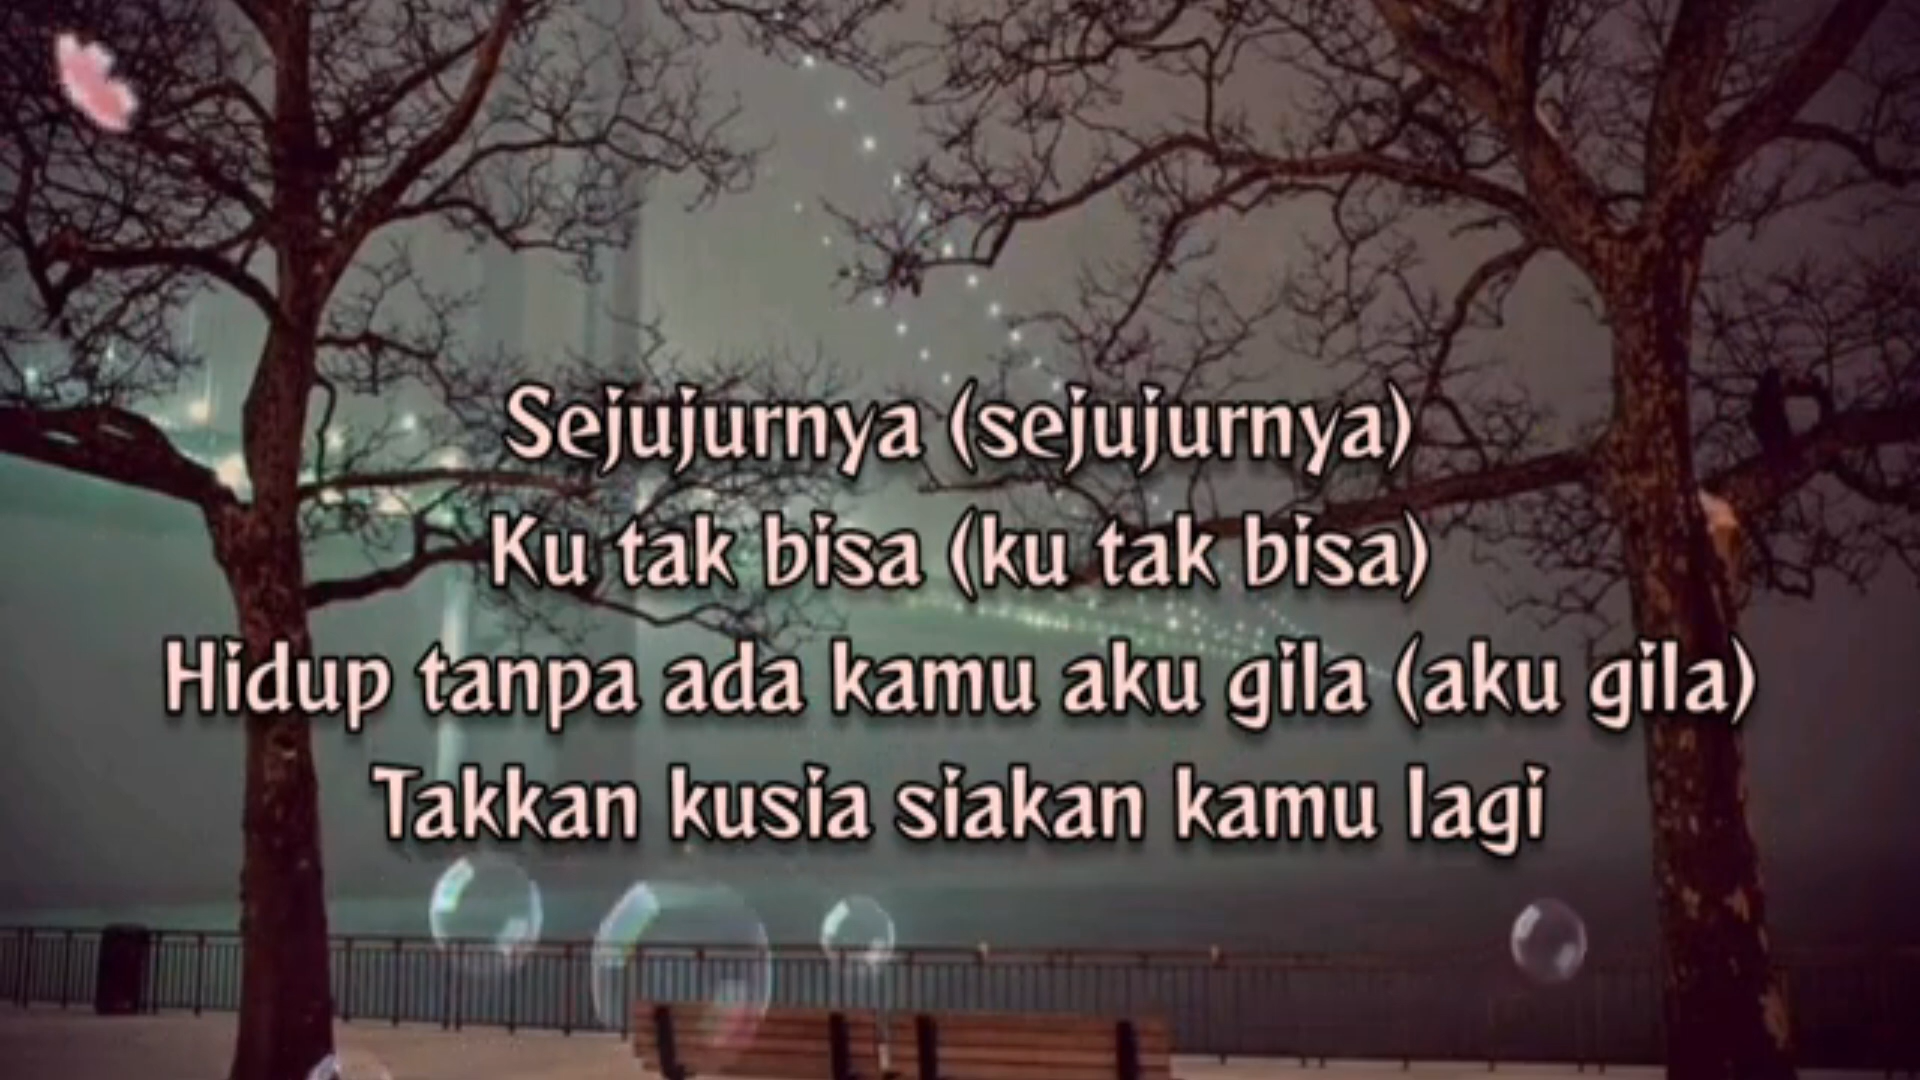 Sejujurnya (sejujurnya)
Ku tak bisa (ku tak bisa)
Hidup tanpa ada kamu aku gila (aku gila)
Takkan kusia siakan kamu lagi